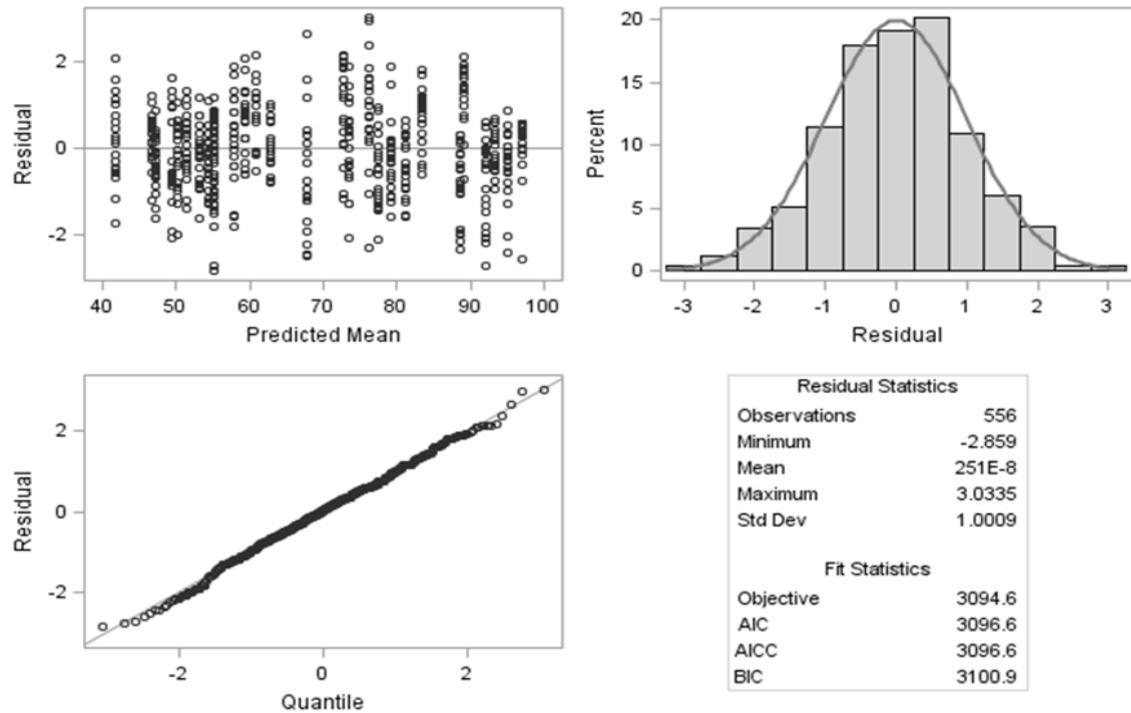 Residual
2
0
-2
40 50 60 70 80 90 100
Predicted Mean
Percent
20
15
10
5
0
-3 -2 -1 0 1 2 3
Residual
Residual
2
0
-2
-2 0 2
Quantile
Residual Statistics
Observations 556
Minimum -2.859
Mean 251E-8
Maximum 3.0335
Std Dev 1.0009
Fit Statistics
Objective 3094.6
AIC 3096.6
AICC 3096.6
BIC 3100.9